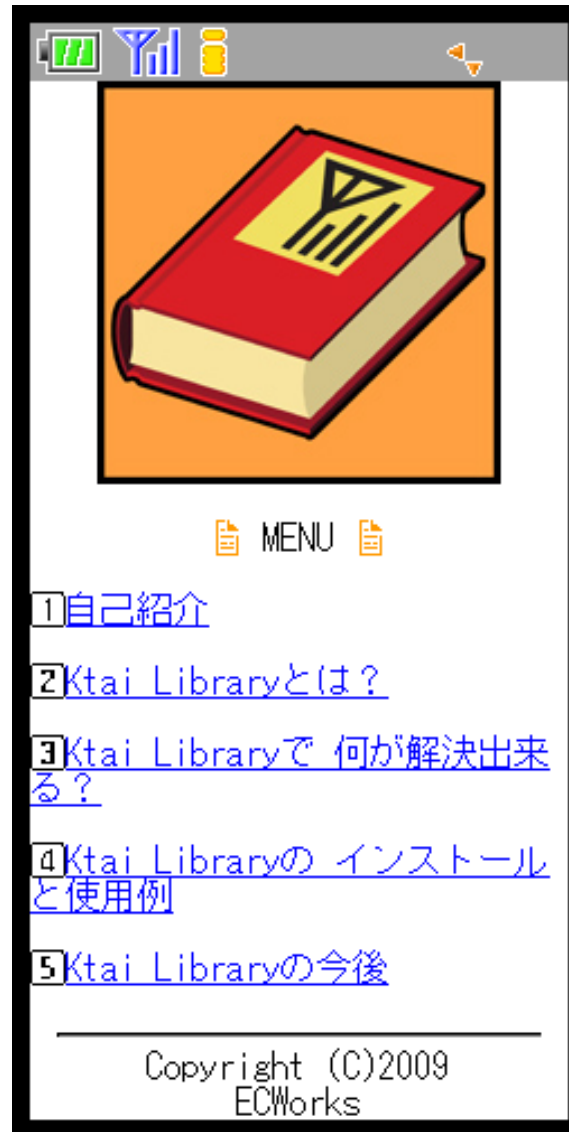 MENU
1自己紹介
2Ktai Libraryとは？
3Ktai Libraryで 何が解決出来
る？
4Ktai Libraryの インストール
と使用例
5Ktai Libraryの今後
Copyright (C)2009
ECWorks